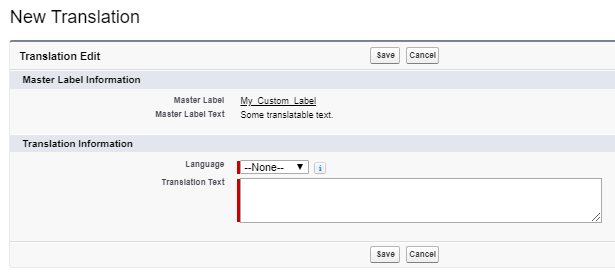 New Translation
Translation Edit Save Cancel
Master Label Information
Master Label My_Custom_Label
Master Label Text Some translatable text.
Translation Information
Language --None-- i
Translation Text
Save Cancel